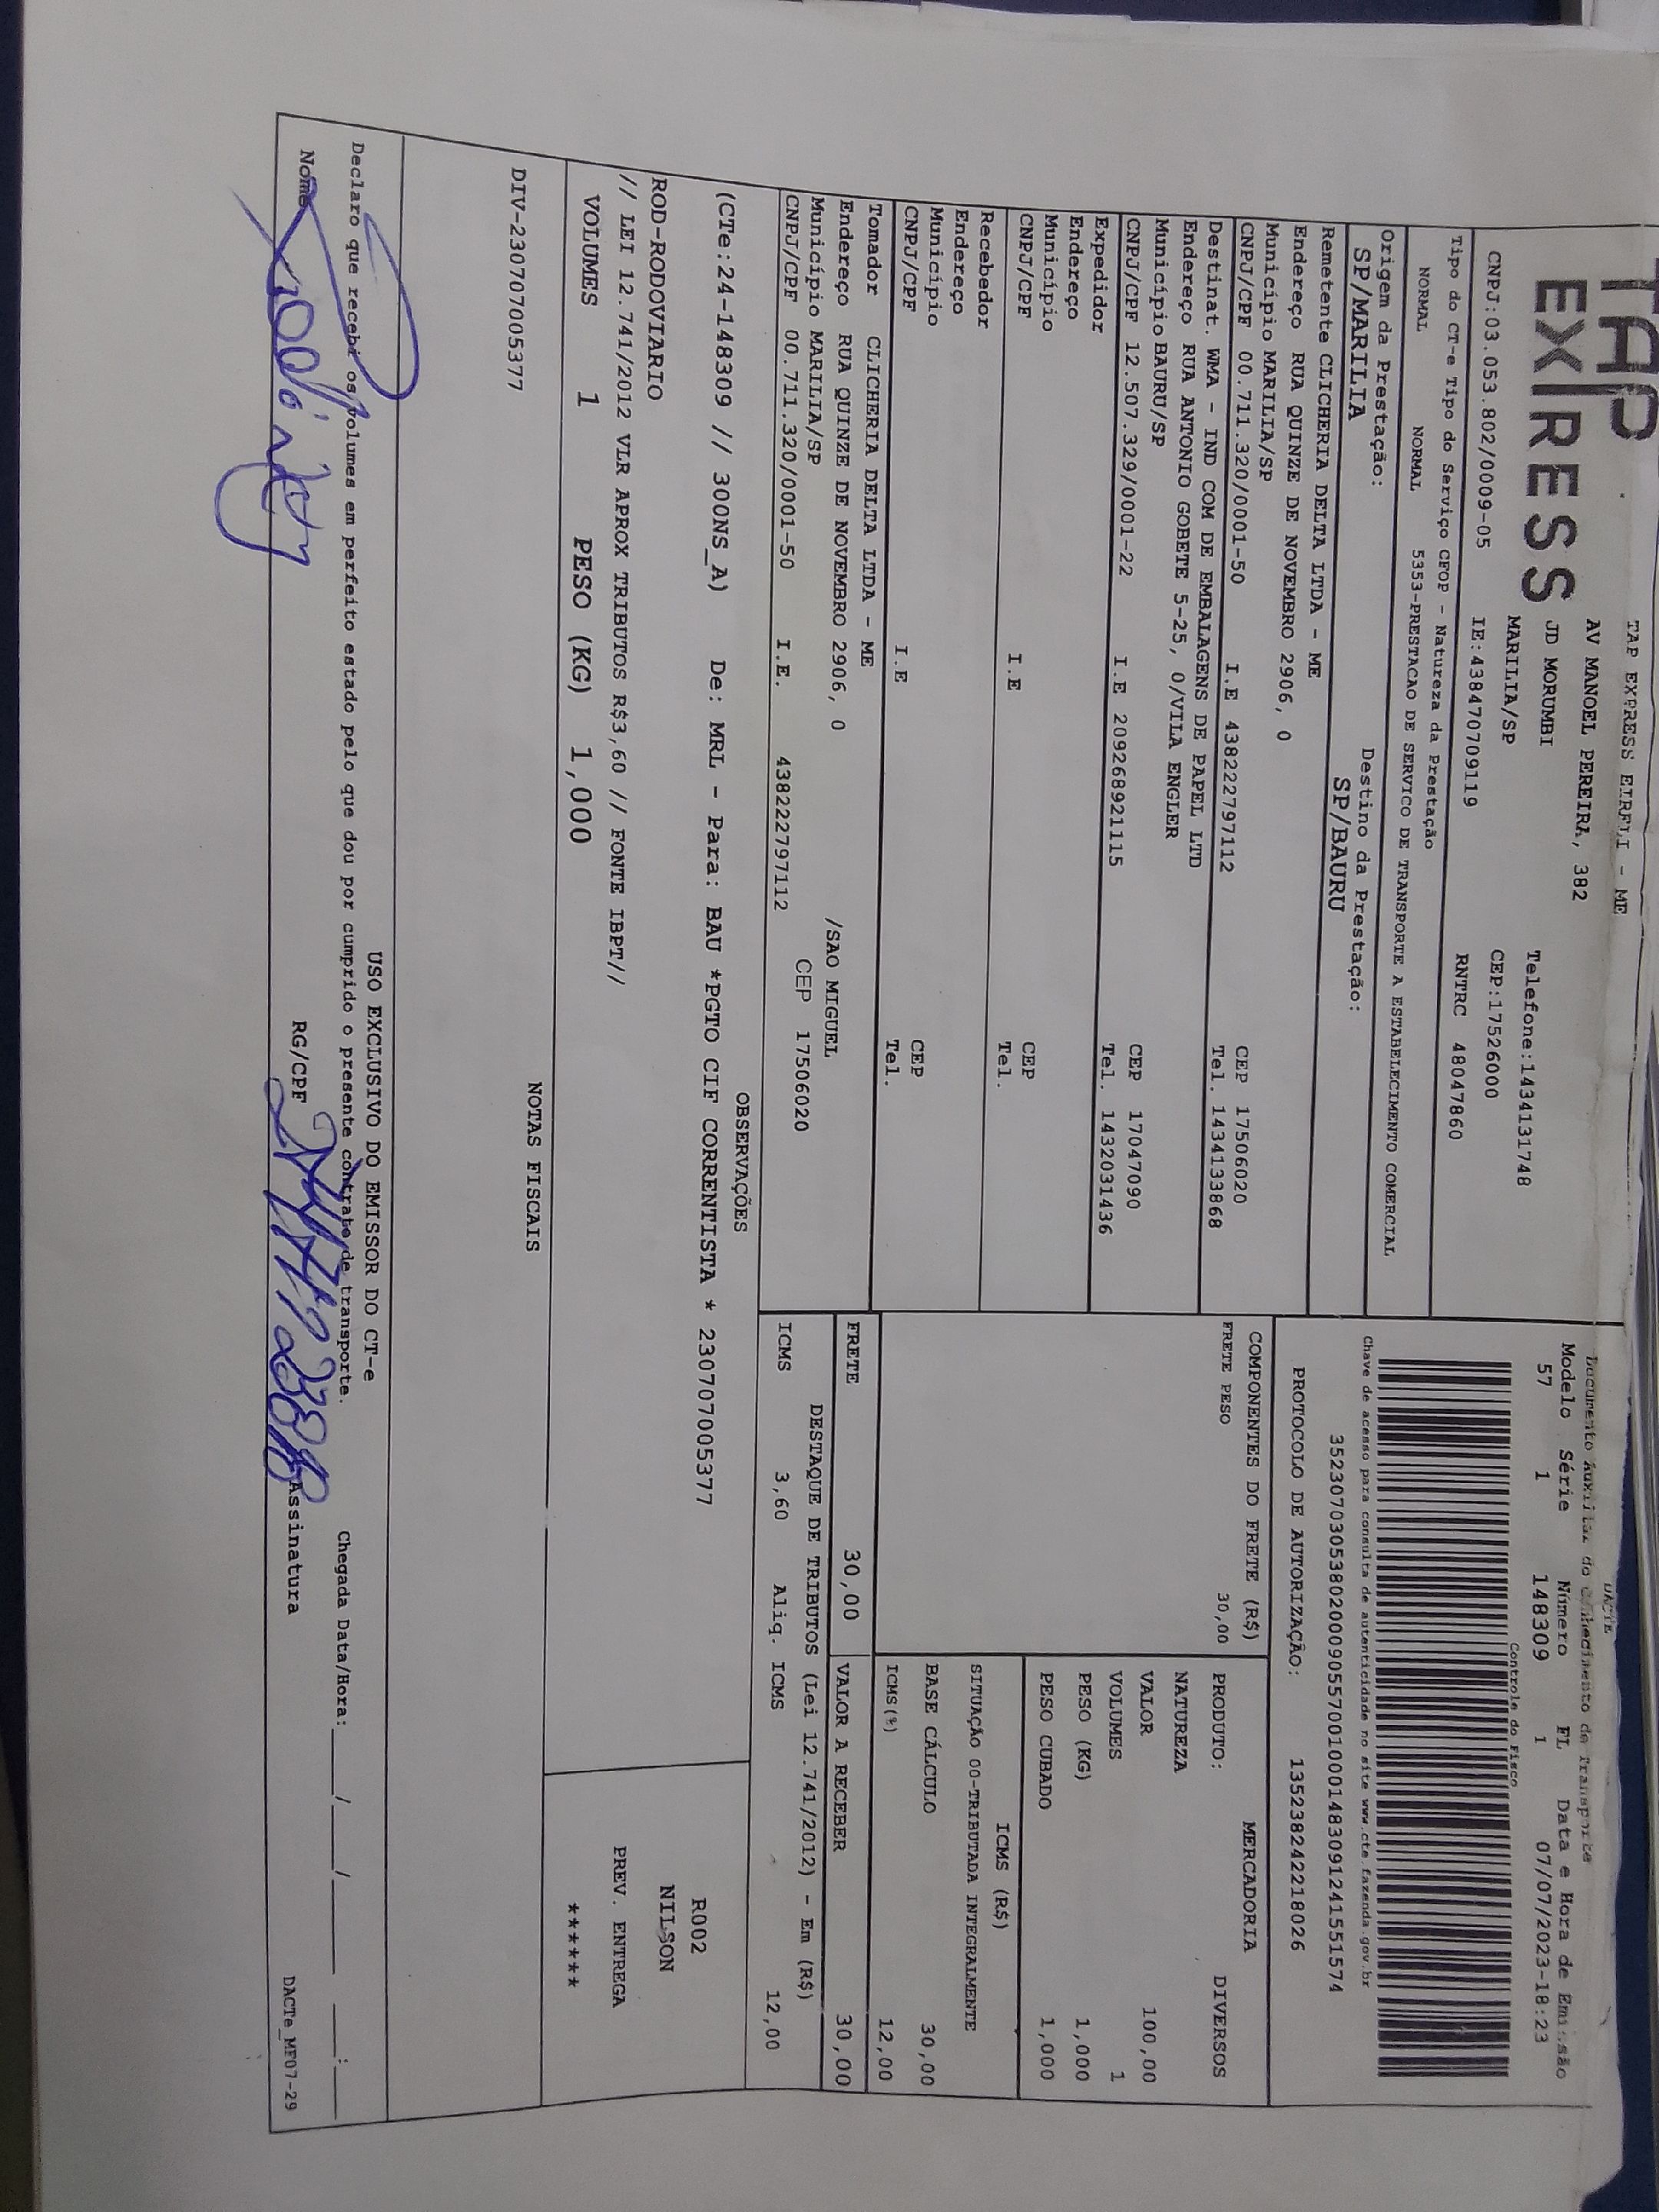 TAP
EXPRESS
TAP EXPRESS EIRELI - ME
AV MANOEL PEREIRA, 382
JD MORUMBI
MARILIA/SP
Telefone:1434131748
CEP:17526000
CNPJ:03.053.802/0009-05 IE:438470709119 RNTRC 48047860
Tipo do CT-e Tipo do Serviço CFOP - Natureza da Prestação
NORMAL NORMAL 5353-PRESTACAO DE SERVICO DE TRANSPORTE A ESTABELECIMENTO COMERCIAL
Origem da Prestação: Destino da Prestação:
SP/MARILIA SP/BAURU
Remetente CLICHERIA DELTA LTDA - ME
Endereço RUA QUINZE DE NOVEMBRO 2906, 0
Município MARILIA/SP CEP 17506020
CNPJ/CPF 00.711.320/0001-50 I.E 438222797112 Tel. 1434133868
Destinat. WMA - IND COM DE EMBALAGENS DE PAPEL LTD
Endereço RUA ANTONIO GOBETE 5-25, 0/VILA ENGLER
Município BAURU/SP CEP 17047090
CNPJ/CPF 12.507.329/0001-22 I.E 209268921115 Tel. 1432031436
Expedidor
Endereço
Município CEP
CNPJ/CPF I.E Tel.
Recebedor
Endereço
Município CEP
CNPJ/CPF I.E Tel.
Tomador CLICHERIA DELTA LTDA - ME
Endereço RUA QUINZE DE NOVEMBRO 2906, 0 /SAO MIGUEL
Município MARILIA/SP CEP 17506020
CNPJ/CPF 00.711.320/0001-50 I.E. 438222797112
DACTE
Documento Auxiliar do Conhecimento de Transporte
Modelo Série Número FL Data e Hora de Emissão
57 1 148309 1 07/07/2023-18:23
Controle do Fisco
Chave de acesso para consulta de autenticidade no site www.cte.fazenda.gov.br
35230703053802000905570010001483091241551574
PROTOCOLO DE AUTORIZAÇÃO: 135238242218026
COMPONENTES DO FRETE (R$)
FRETE PESO 30,00
MERCADORIA
PRODUTO: DIVERSOS
NATUREZA
VALOR 100,00
VOLUMES 1
PESO (KG) 1,000
PESO CUBADO 1,000
ICMS (R$)
SITUAÇÃO 00-TRIBUTADA INTEGRALMENTE
BASE CÁLCULO 30,00
ICMS(%) 12,00
FRETE 30,00 VALOR A RECEBER 30,00
DESTAQUE DE TRIBUTOS (Lei 12.741/2012) - Em (R$)
ICMS 3,60 Aliq. ICMS 12,00
OBSERVAÇÕES
(CTe:24-148309 // 300NS_A) De: MRL - Para: BAU *PGTO CIF CORRENTISTA * 230707005377
ROD-RODOVIARIO
// LEI 12.741/2012 VLR APROX TRIBUTOS R$3,60 // FONTE IBPT//
R002
NILSON
PREV. ENTREGA
******
VOLUMES 1 PESO (KG) 1,000
NOTAS FISCAIS
DIV-230707005377
USO EXCLUSIVO DO EMISSOR DO CT-e
Declaro que recebi os volumes em perfeito estado pelo que dou por cumprido o presente contrato de transporte. Chegada Data/Hora:____/____/_____ ___:___
Nome RG/CPF Assinatura DACTe_MF07-29